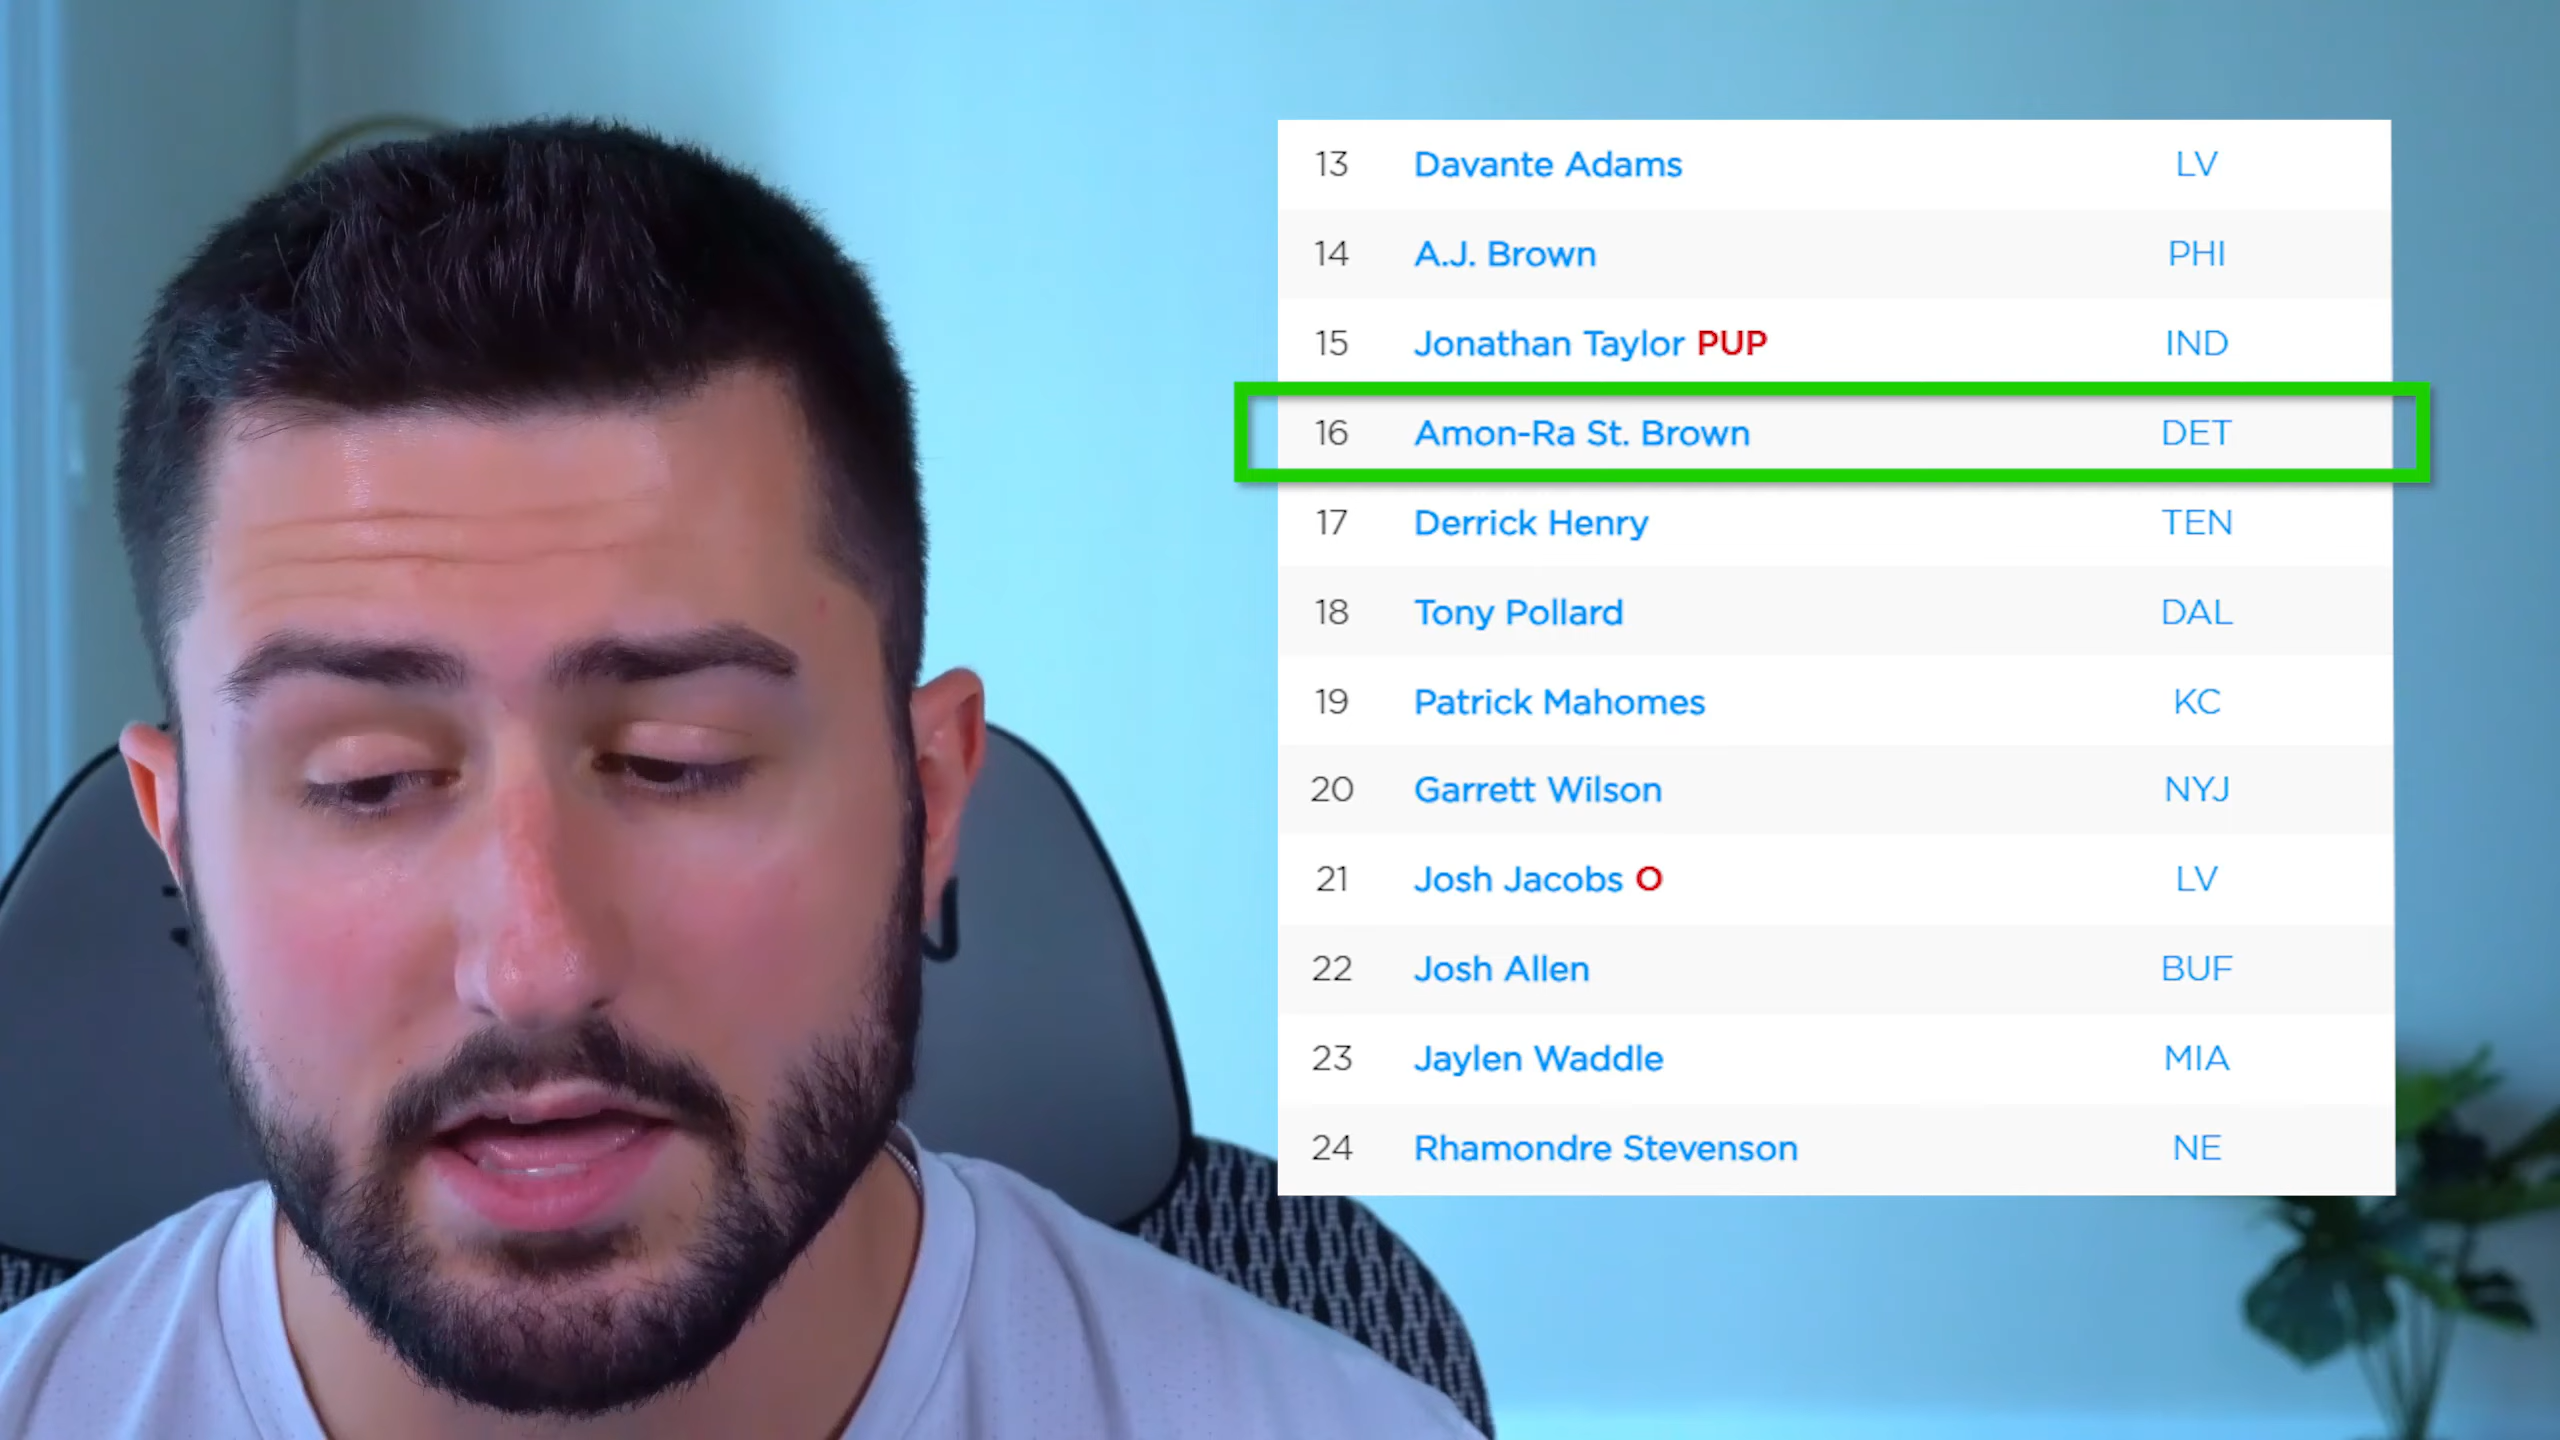 13 Davante Adams LV
14 A.J. Brown PHI
15 Jonathan Taylor PUP IND
16 Amon-Ra St. Brown DET
17 Derrick Henry TEN
18 Tony Pollard DAL
19 Patrick Mahomes KC
20 Garrett Wilson NYJ
21 Josh Jacobs O LV
22 Josh Allen BUF
23 Jaylen Waddle MIA
24 Rhamondre Stevenson NE